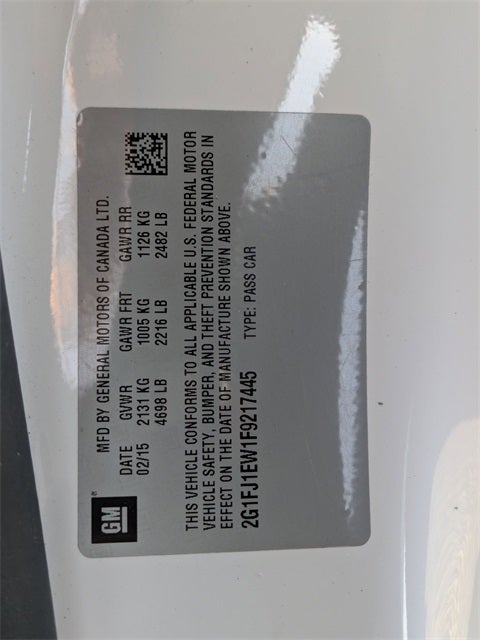 MFD BY GENERAL MOTORS OF CANADA LTD.
DATE GVWR GAWR FRT GAWR RR
02/15 2131 KG 1005 KG 1126 KG
4698 LB 2216 LB 2482 LB
GM
THIS VEHICLE CONFORMS TO ALL APPLICABLE U.S. FEDERAL MOTOR
VEHICLE SAFETY, BUMPER, AND THEFT PREVENTION STANDARDS IN
EFFECT ON THE DATE OF MANUFACTURE SHOWN ABOVE.
2G1FJ1EW1F9217445 TYPE: PASS CAR